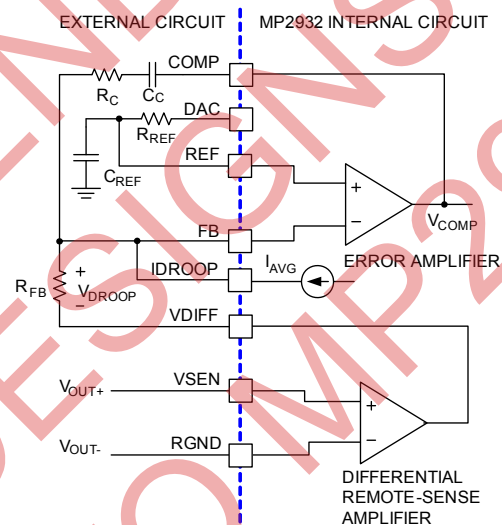 EXTERNAL CIRCUIT
MP2932 INTERNAL CIRCUIT
COMP
RC
CC
DAC
RREF
REF
CREF
+
−
VCOMP
FB
ERROR AMPLIFIER
IDROOP
IAVG
RFB
+
VDROOP
−
VDIFF
VOUT+
VSEN
+
VOUT-
RGND
−
DIFFERENTIAL
REMOTE-SENSE
AMPLIFIER